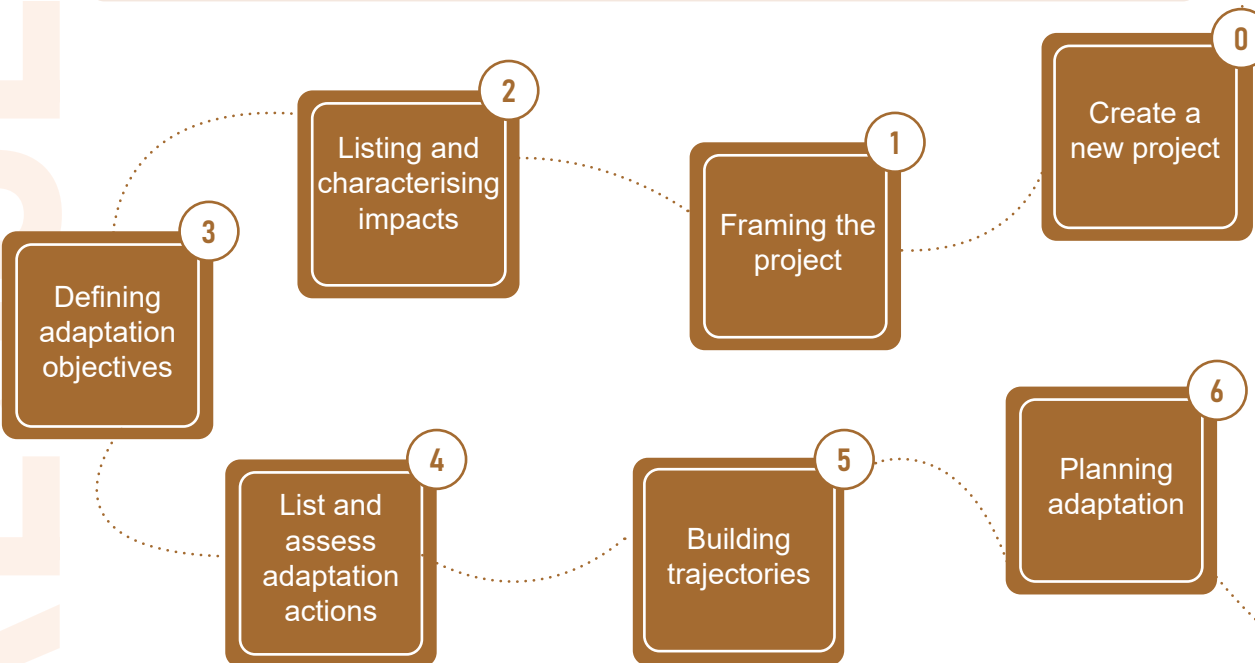 0
Create a
new project
1
Framing the
project
2
Listing and
characterising
impacts
3
Defining
adaptation
objectives
4
List and
assess
adaptation
actions
5
Building
trajectories
6
Planning
adaptation